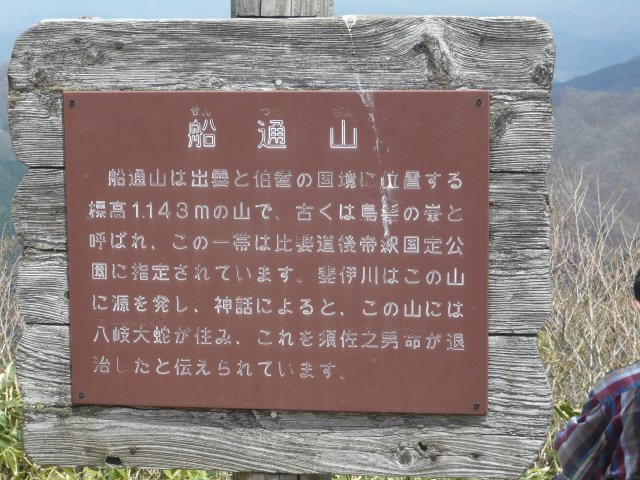 せん つう ざん
船通山
船通山は出雲と伯耆の国境に位置する
標高1.143mの山で、古くは鳥髪の峯と
呼ばれ、この一帯は比婆道後帝釈国定公
園に指定されています。斐伊川はこの山
に源を発し、神話によると、この山には
八岐大蛇が住み、これを須佐之男命が退
治したと伝えられています。